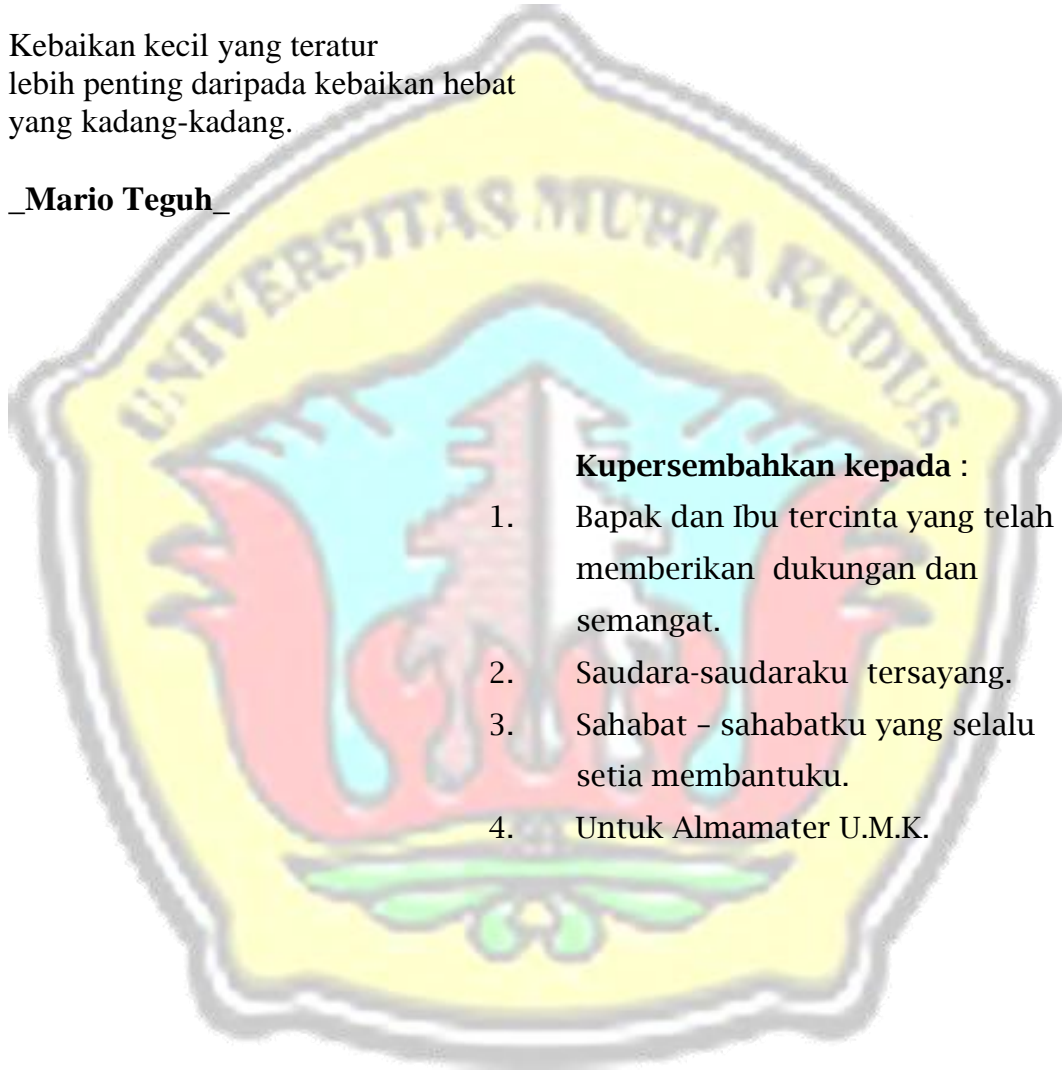 Kebaikan kecil yang teratur
lebih penting daripada kebaikan hebat
yang kadang-kadang.
_Mario Teguh_
UNIVERSITAS MURIA KUDUS
Kupersembahkan kepada :
1. Bapak dan Ibu tercinta yang telah
memberikan dukungan dan
semangat.
2. Saudara-saudaraku tersayang.
3. Sahabat – sahabatku yang selalu
setia membantuku.
4. Untuk Almamater U.M.K.